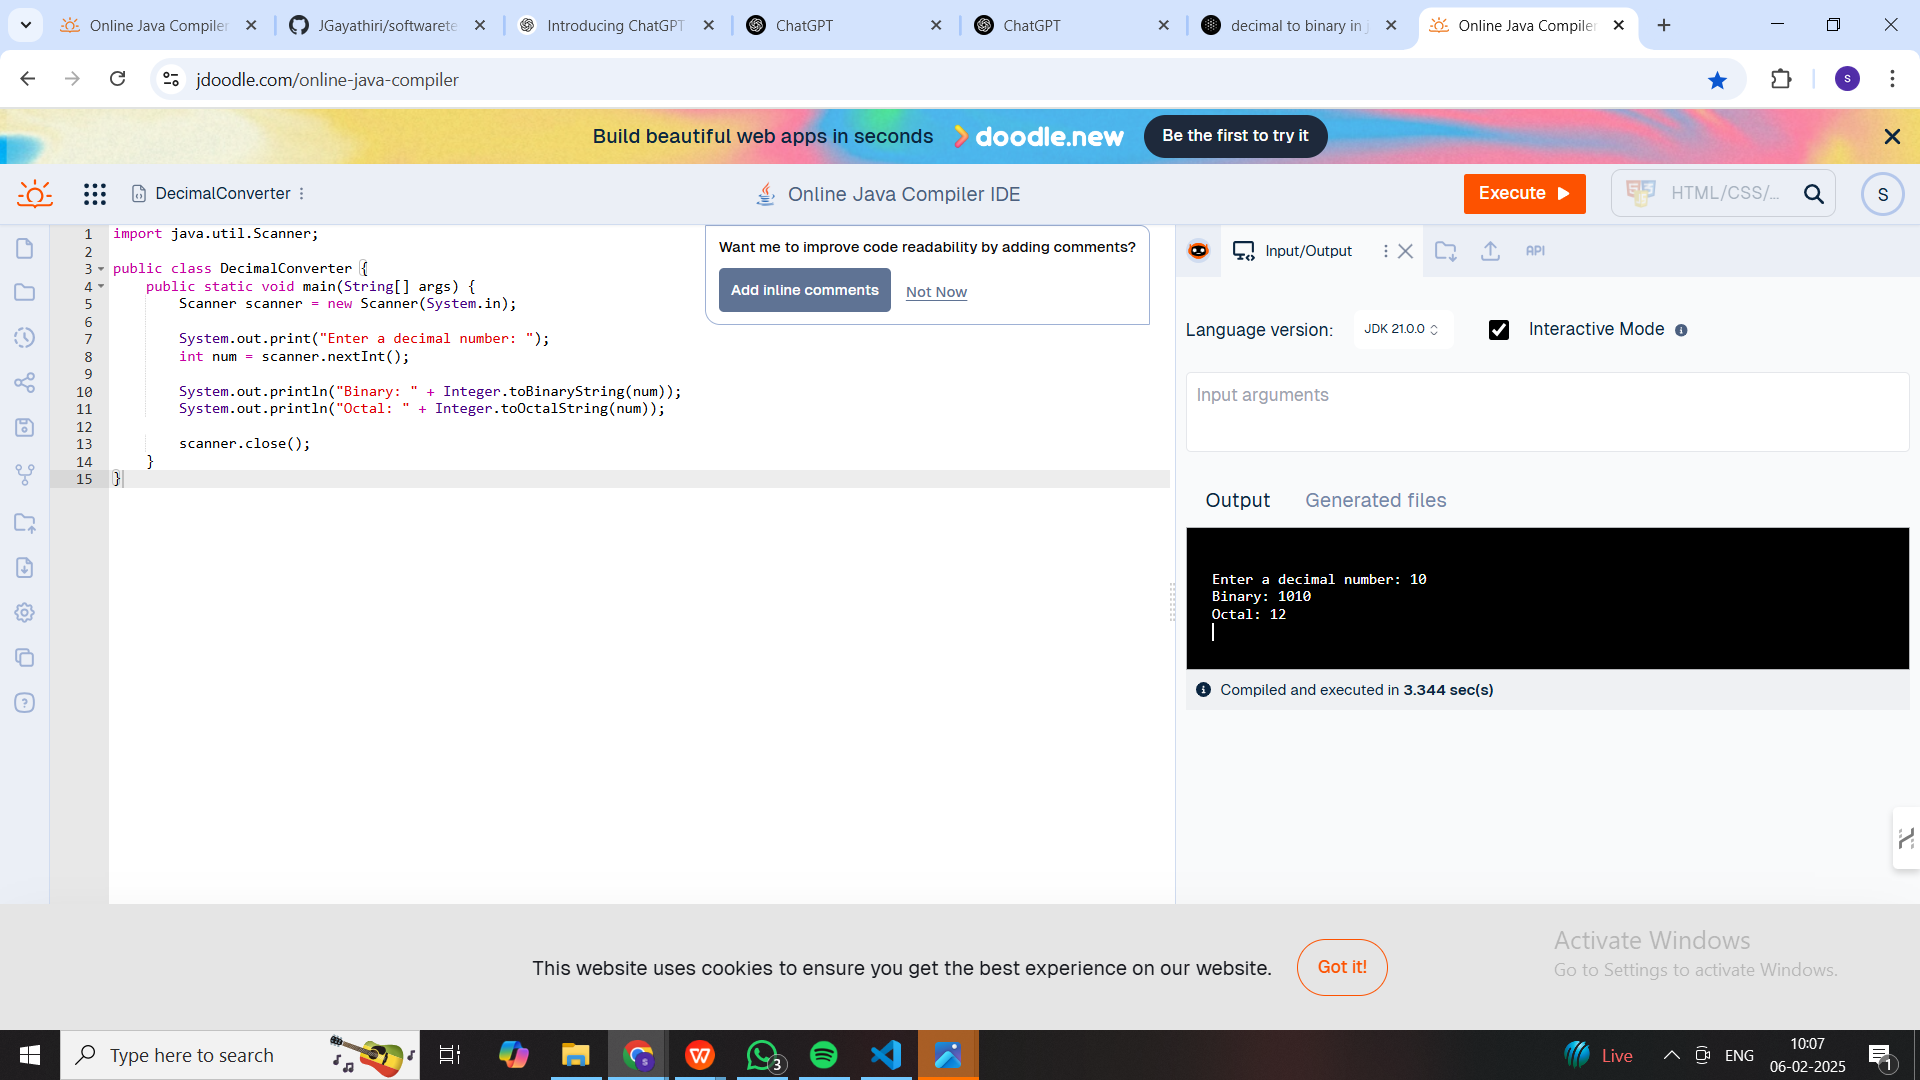 Online Java Compiler
JGayathiri/softwarete
Introducing ChatGPT
ChatGPT
ChatGPT
decimal to binary in j
Online Java Compiler
jdoodle.com/online-java-compiler
S
Build beautiful web apps in seconds
doodle.new
Be the first to try it
DecimalConverter
Online Java Compiler IDE
Execute
HTML/CSS/...
S
1 import java.util.Scanner;
2
3 public class DecimalConverter {
4     public static void main(String[] args) {
5         Scanner scanner = new Scanner(System.in);
6
7         System.out.print("Enter a decimal number: ");
8         int num = scanner.nextInt();
9
10         System.out.println("Binary: " + Integer.toBinaryString(num));
11         System.out.println("Octal: " + Integer.toOctalString(num));
12
13         scanner.close();
14     }
15 }
Want me to improve code readability by adding comments?
Add inline comments
Not Now
Input/Output
API
Language version:
JDK 21.0.0
Interactive Mode
Input arguments
Output
Generated files
Enter a decimal number: 10
Binary: 1010
Octal: 12
Compiled and executed in 3.344 sec(s)
This website uses cookies to ensure you get the best experience on our website.
Got it!
Activate Windows
Go to Settings to activate Windows.
Type here to search
3
Live
ENG
10:07
06-02-2025
1